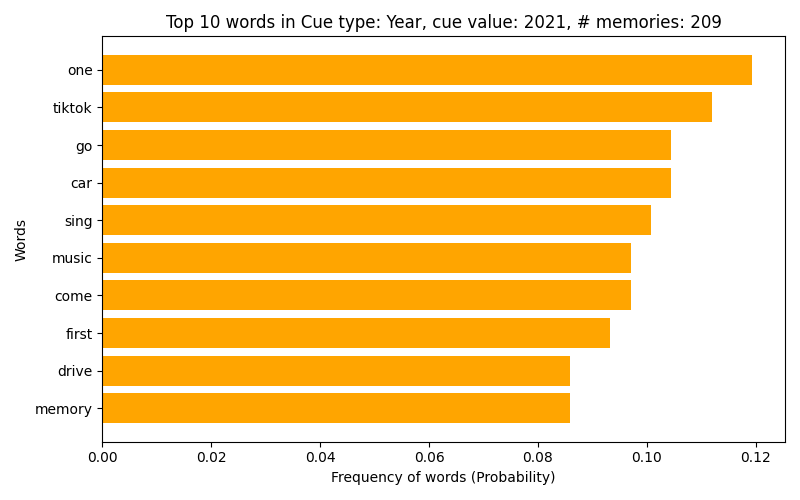 Top 10 words in Cue type: Year, cue value: 2021, # memories: 209
one
tiktok
go
car
sing
music
come
first
drive
memory
Words
0.00 0.02 0.04 0.06 0.08 0.10 0.12
Frequency of words (Probability)